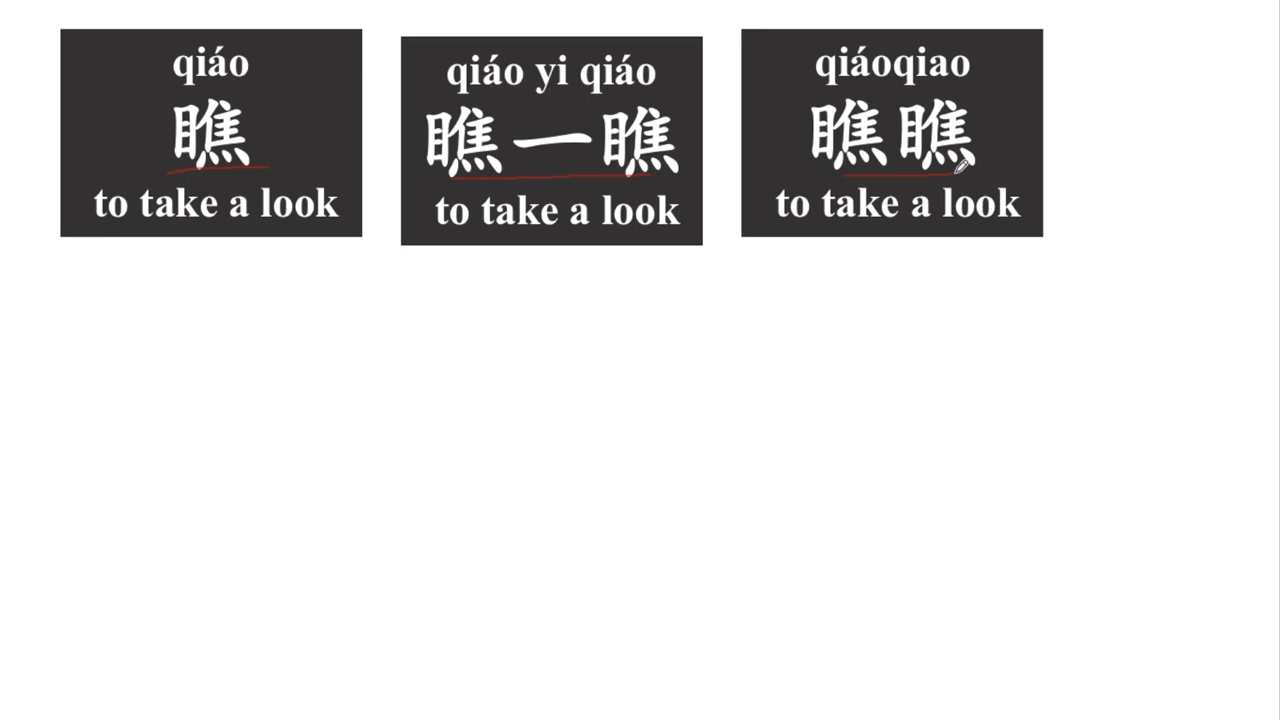 qiáo
瞧
to take a look
qiáo yi qiáo
瞧一瞧
to take a look
qiáoqiao
瞧瞧
to take a look